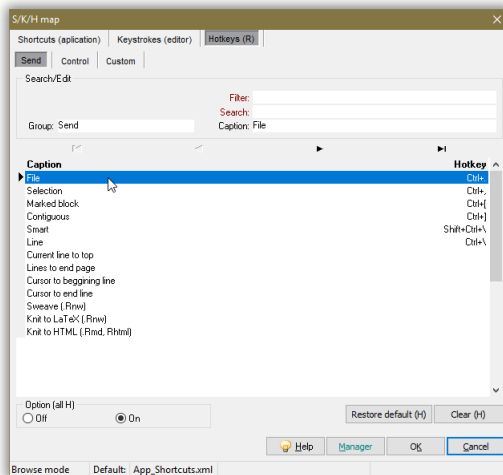 S/K/H map
Shortcuts (aplication) Keystrokes (editor) Hotkeys (R)
Send Control Custom
Search/Edit
Filter:
Search:
Group: Send Caption: File
Caption Hotkey
File Ctrl+.
Selection Ctrl+,
Marked block Ctrl+[
Contiguous Ctrl+]
Smart Shift+Ctrl+\
Line Ctrl+\
Current line to top
Lines to end page
Cursor to beggining line
Cursor to end line
Sweave (.Rnw)
Knit to LaTeX (.Rnw)
Knit to HTML (.Rmd, Rhtml)
Option (all H)
Off On
Restore default (H) Clear (H)
Help Manager OK Cancel
Browse mode Default: App_Shortcuts.xml